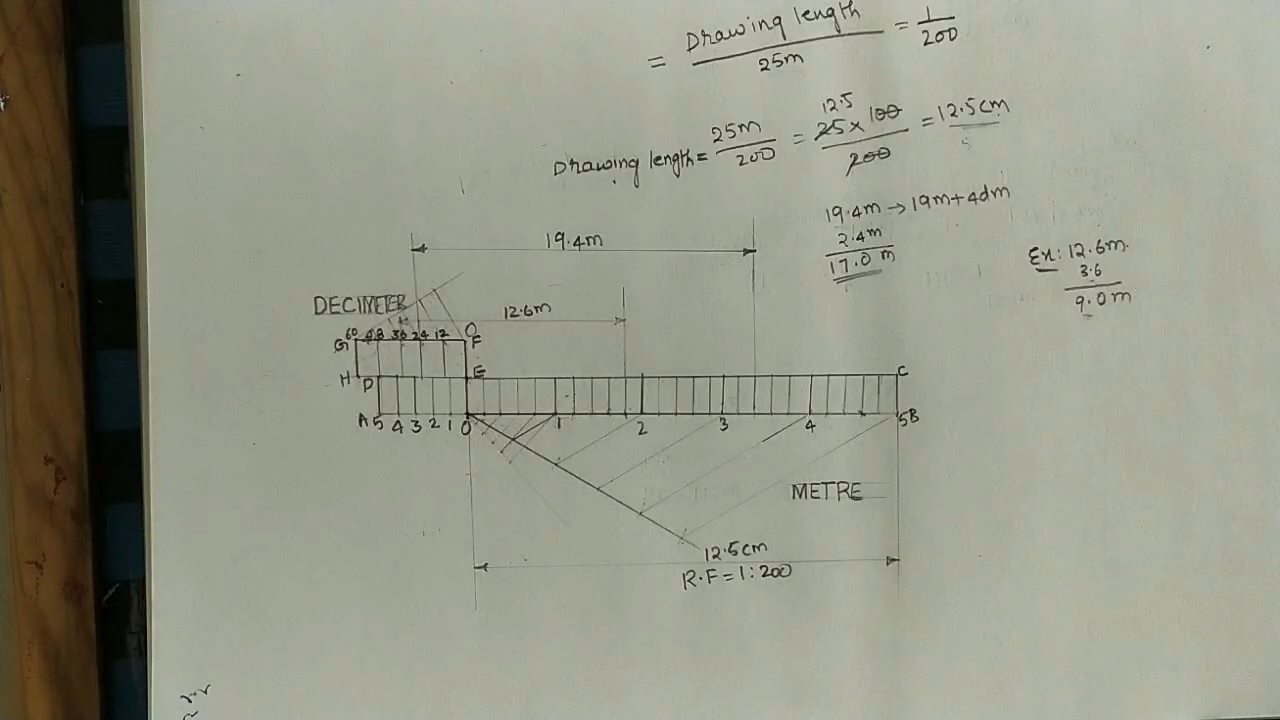 = Drawing length / 25m = 1/200
Drawing length = 25m / 200 = 25 × 100 / 200 = 12.5cm
12.5
19.4m → 19m + 4dm
2.4m
17.0 m
Ex: 12.6m.
3.6
9.0m
19.4m
DECIMETER
12.6m
60 48 36 24 12 0
G F
H D E C
A 5 4 3 2 1 0 1 2 3 4 5 B
METRE
12.5cm
R.F = 1:200